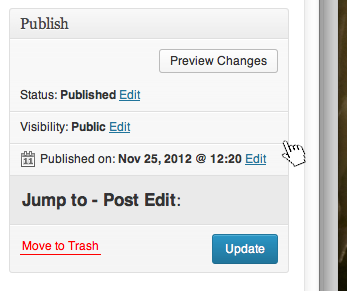 Publish
Preview Changes
Status: Published Edit
Visibility: Public Edit
11 Published on: Nov 25, 2012 @ 12:20 Edit
Jump to - Post Edit:
Move to Trash Update